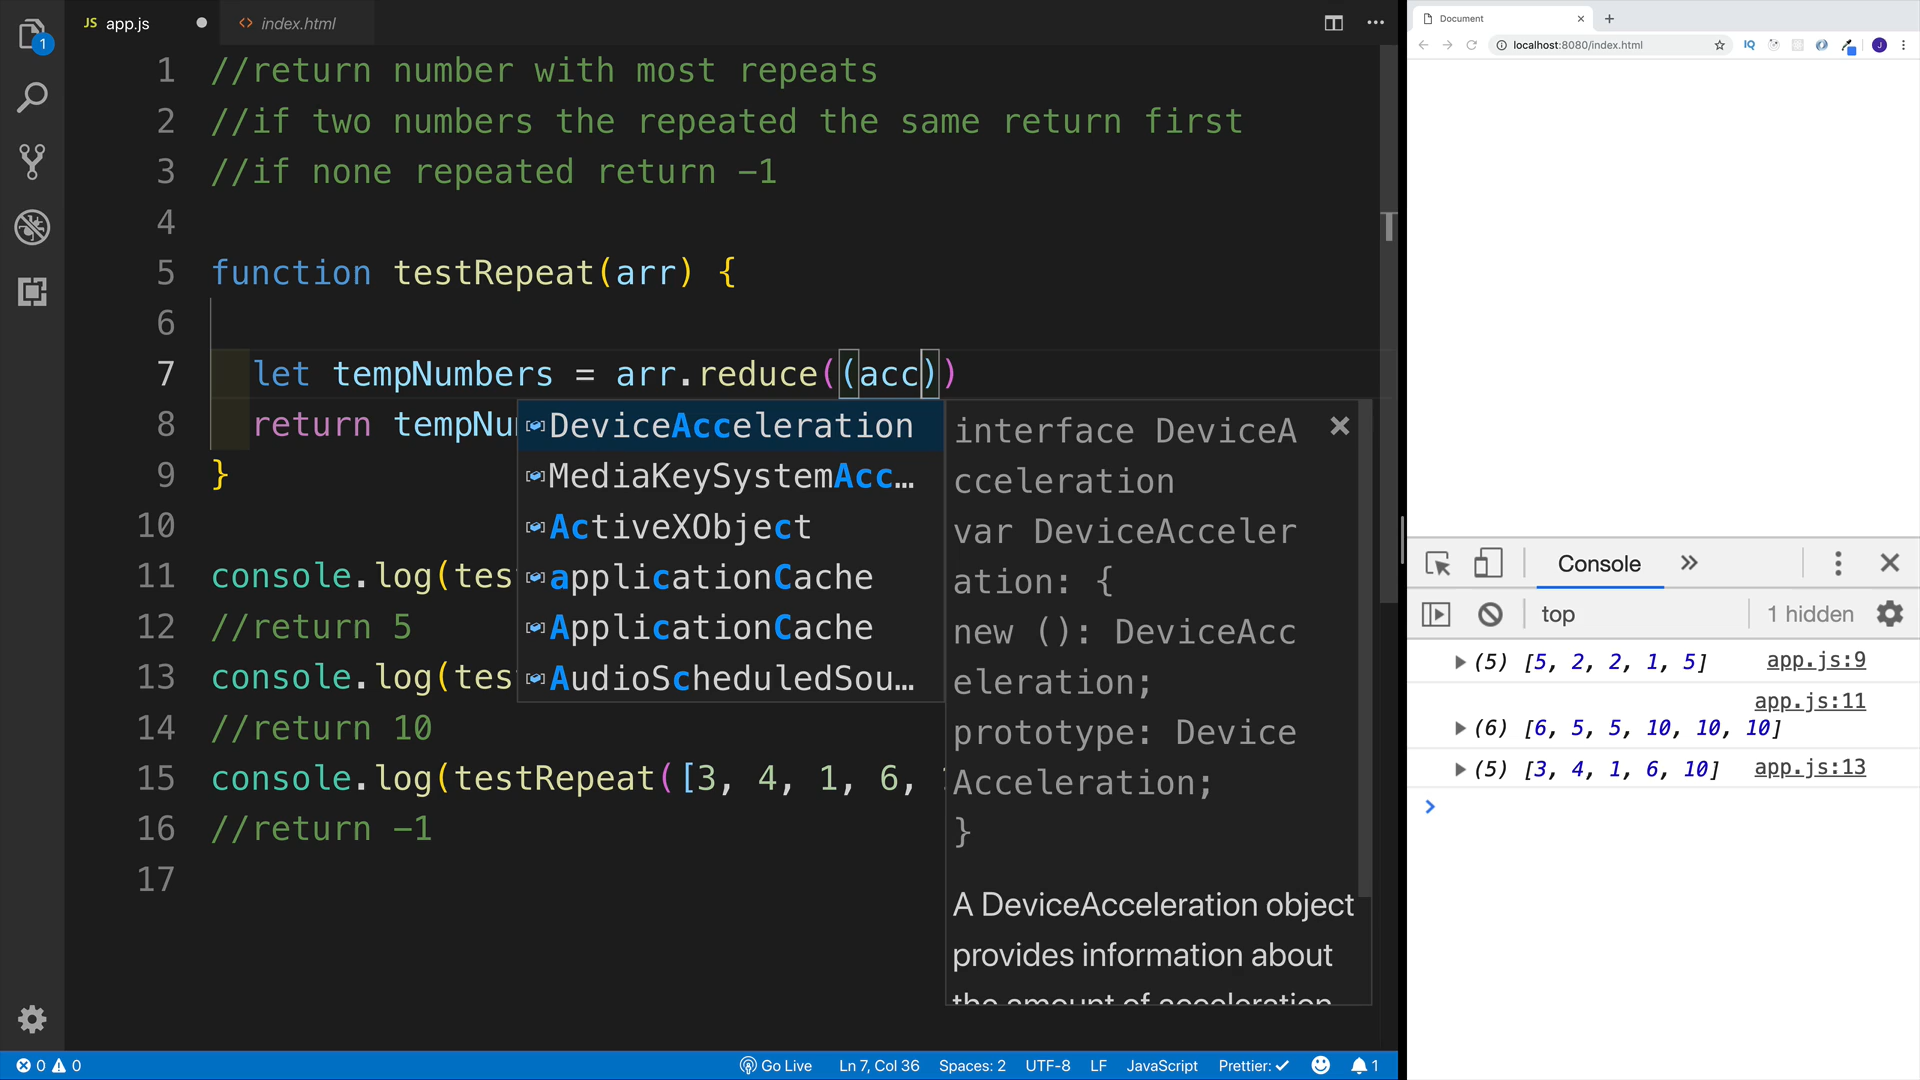 1
JS app.js
<> index.html
1 //return number with most repeats
2 //if two numbers the repeated the same return first
3 //if none repeated return -1
4
5 function testRepeat(arr) {
6
7 let tempNumbers = arr.reduce((acc))
8 return tempNu
9 }
10
11 console.log(tes
12 //return 5
13 console.log(tes
14 //return 10
15 console.log(testRepeat([3, 4, 1, 6,
16 //return -1
17
DeviceAcceleration
MediaKeySystemAcc…
ActiveXObject
applicationCache
ApplicationCache
AudioScheduledSou…
interface DeviceA
cceleration
var DeviceAcceler
ation: {
new (): DeviceAcc
eleration;
prototype: Device
Acceleration;
}
A DeviceAcceleration object
provides information about
the amount of acceleration
0 0 Go Live Ln 7, Col 36 Spaces: 2 UTF-8 LF JavaScript Prettier: ✓ 1
Document
localhost:8080/index.html
IQ
J
Console
top 1 hidden
(5) [5, 2, 2, 1, 5] app.js:9
app.js:11
(6) [6, 5, 5, 10, 10, 10]
(5) [3, 4, 1, 6, 10] app.js:13